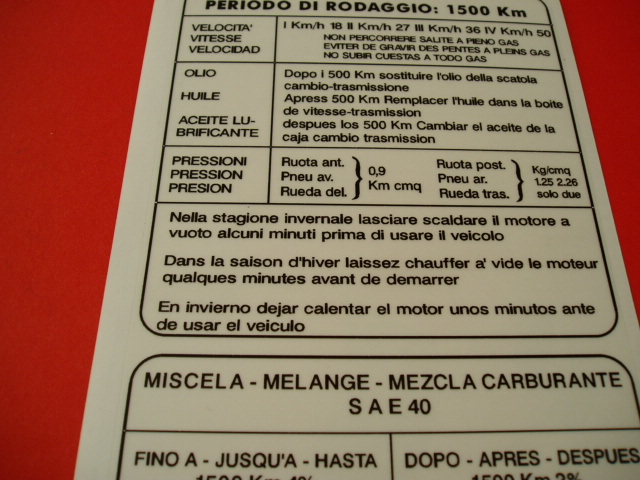 PERIODO DI RODAGGIO: 1500 Km
VELOCITA'
VITESSE
VELOCIDAD
I Km/h 18 II Km/h 27 III Km/h 36 IV Km/h 50
NON PERCORRERE SALITE A PIENO GAS
EVITER DE GRAVIR DES PENTES A PLEINS GAS
NO SUBIR CUESTAS A TODO GAS
OLIO
HUILE
ACEITE LU-
BRIFICANTE
Dopo i 500 Km sostituire l'olio della scatola
cambio-trasmissione
Apress 500 Km Remplacer l'huile dans la boite
de vitesse-trasmission
despues los 500 Km Cambiar el aceite de la
caja cambio trasmission
PRESSIONI
PRESSION
PRESION
Ruota ant.
Pneu av.
Rueda del.
0,9
Km cmq
Ruota post.
Pneu ar.
Rueda tras.
Kg/cmq
1.25 2.26
solo due
Nella stagione invernale lasciare scaldare il motore a
vuoto alcuni minuti prima di usare il veicolo
Dans la saison d'hiver laissez chauffer a' vide le moteur
qualques minutes avant de demarrer
En invierno dejar calentar el motor unos minutos ante
de usar el veiculo
MISCELA - MELANGE - MEZCLA CARBURANTE
SAE 40
FINO A - JUSQU'A - HASTA
1500 Km 4%
DOPO - APRES - DESPUES
1500 Km 2%